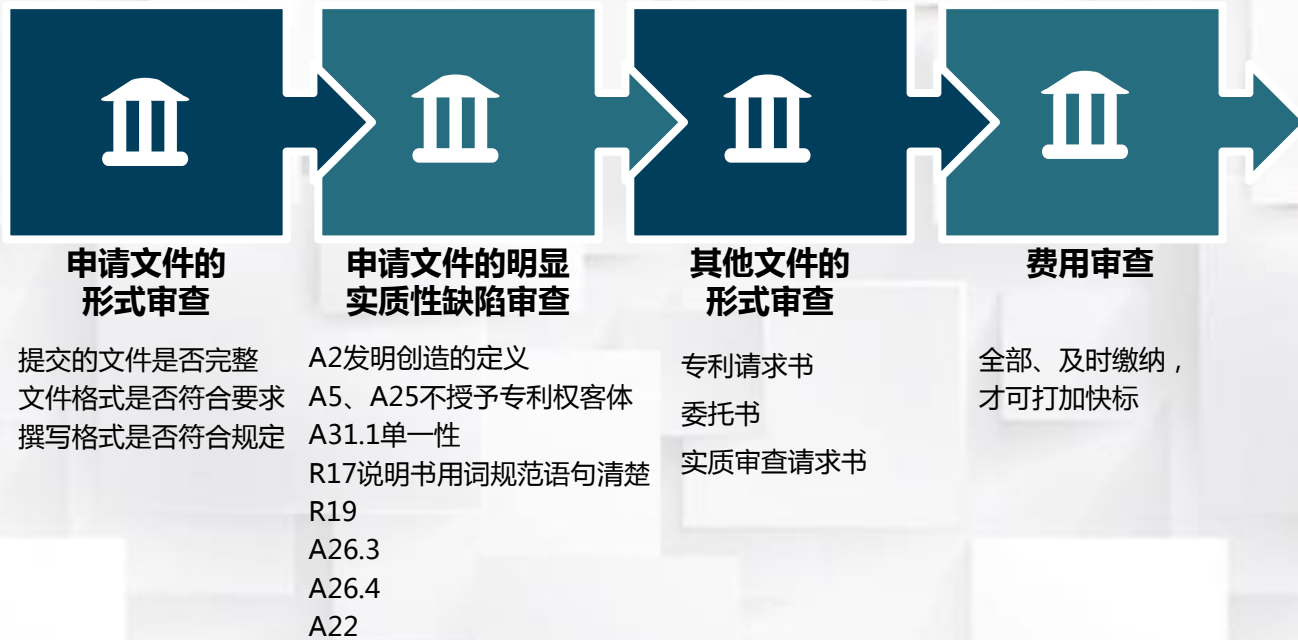 申请文件的
形式审查
提交的文件是否完整
文件格式是否符合要求
撰写格式是否符合规定
申请文件的明显
实质性缺陷审查
A2发明创造的定义
A5、A25不授予专利权客体
A31.1单一性
R17说明书用词规范语句清楚
R19
A26.3
A26.4
A22
其他文件的
形式审查
专利请求书
委托书
实质审查请求书
费用审查
全部、及时缴纳，
才可打加快标